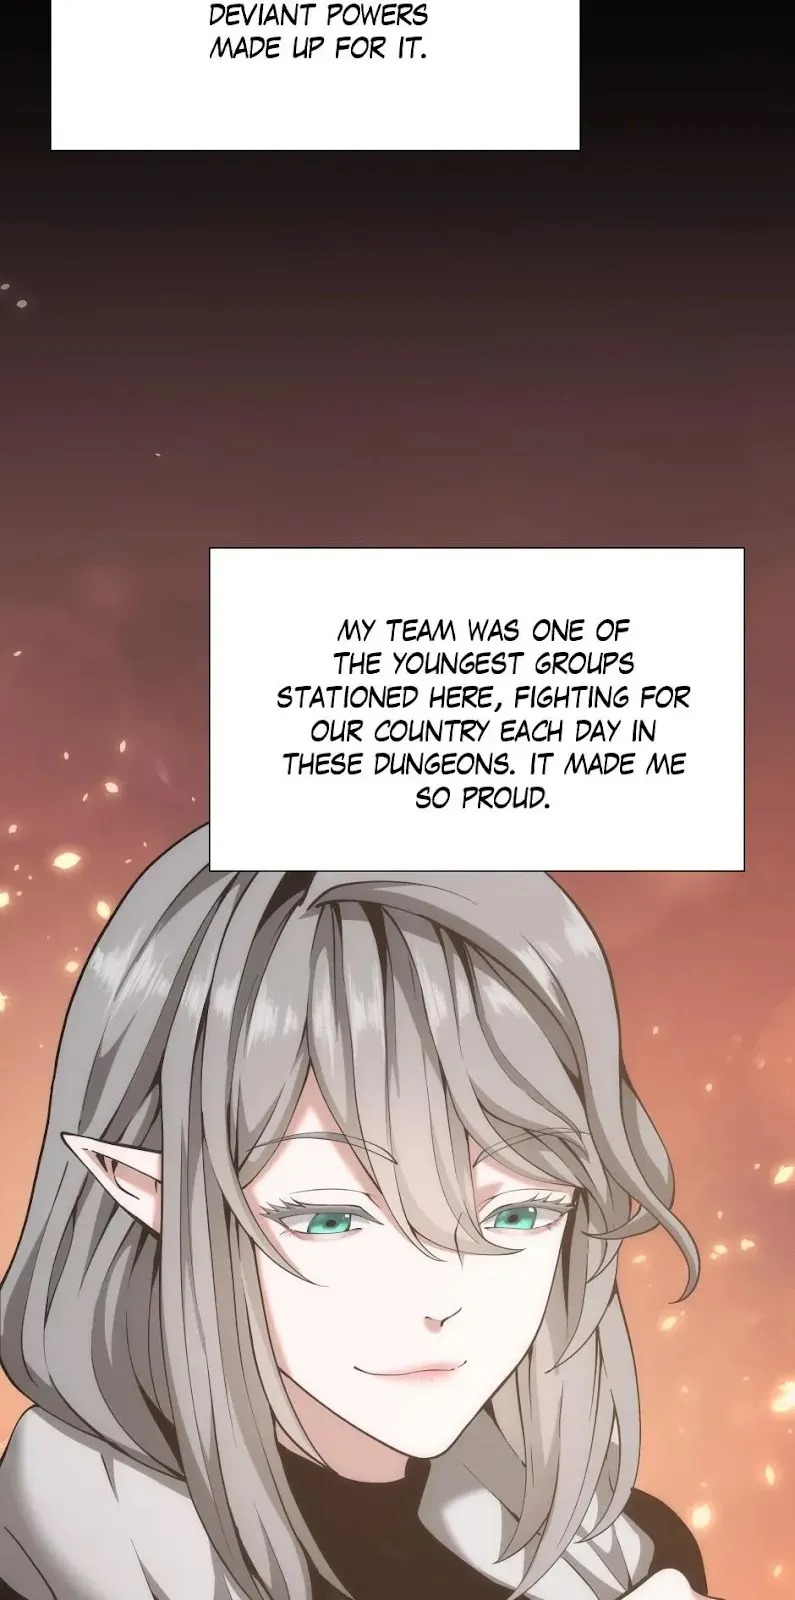 DEVIANT POWERS
MADE UP FOR IT.
MY TEAM WAS ONE OF
THE YOUNGEST GROUPS
STATIONED HERE, FIGHTING FOR
OUR COUNTRY EACH DAY IN
THESE DUNGEONS. IT MADE ME
SO PROUD.